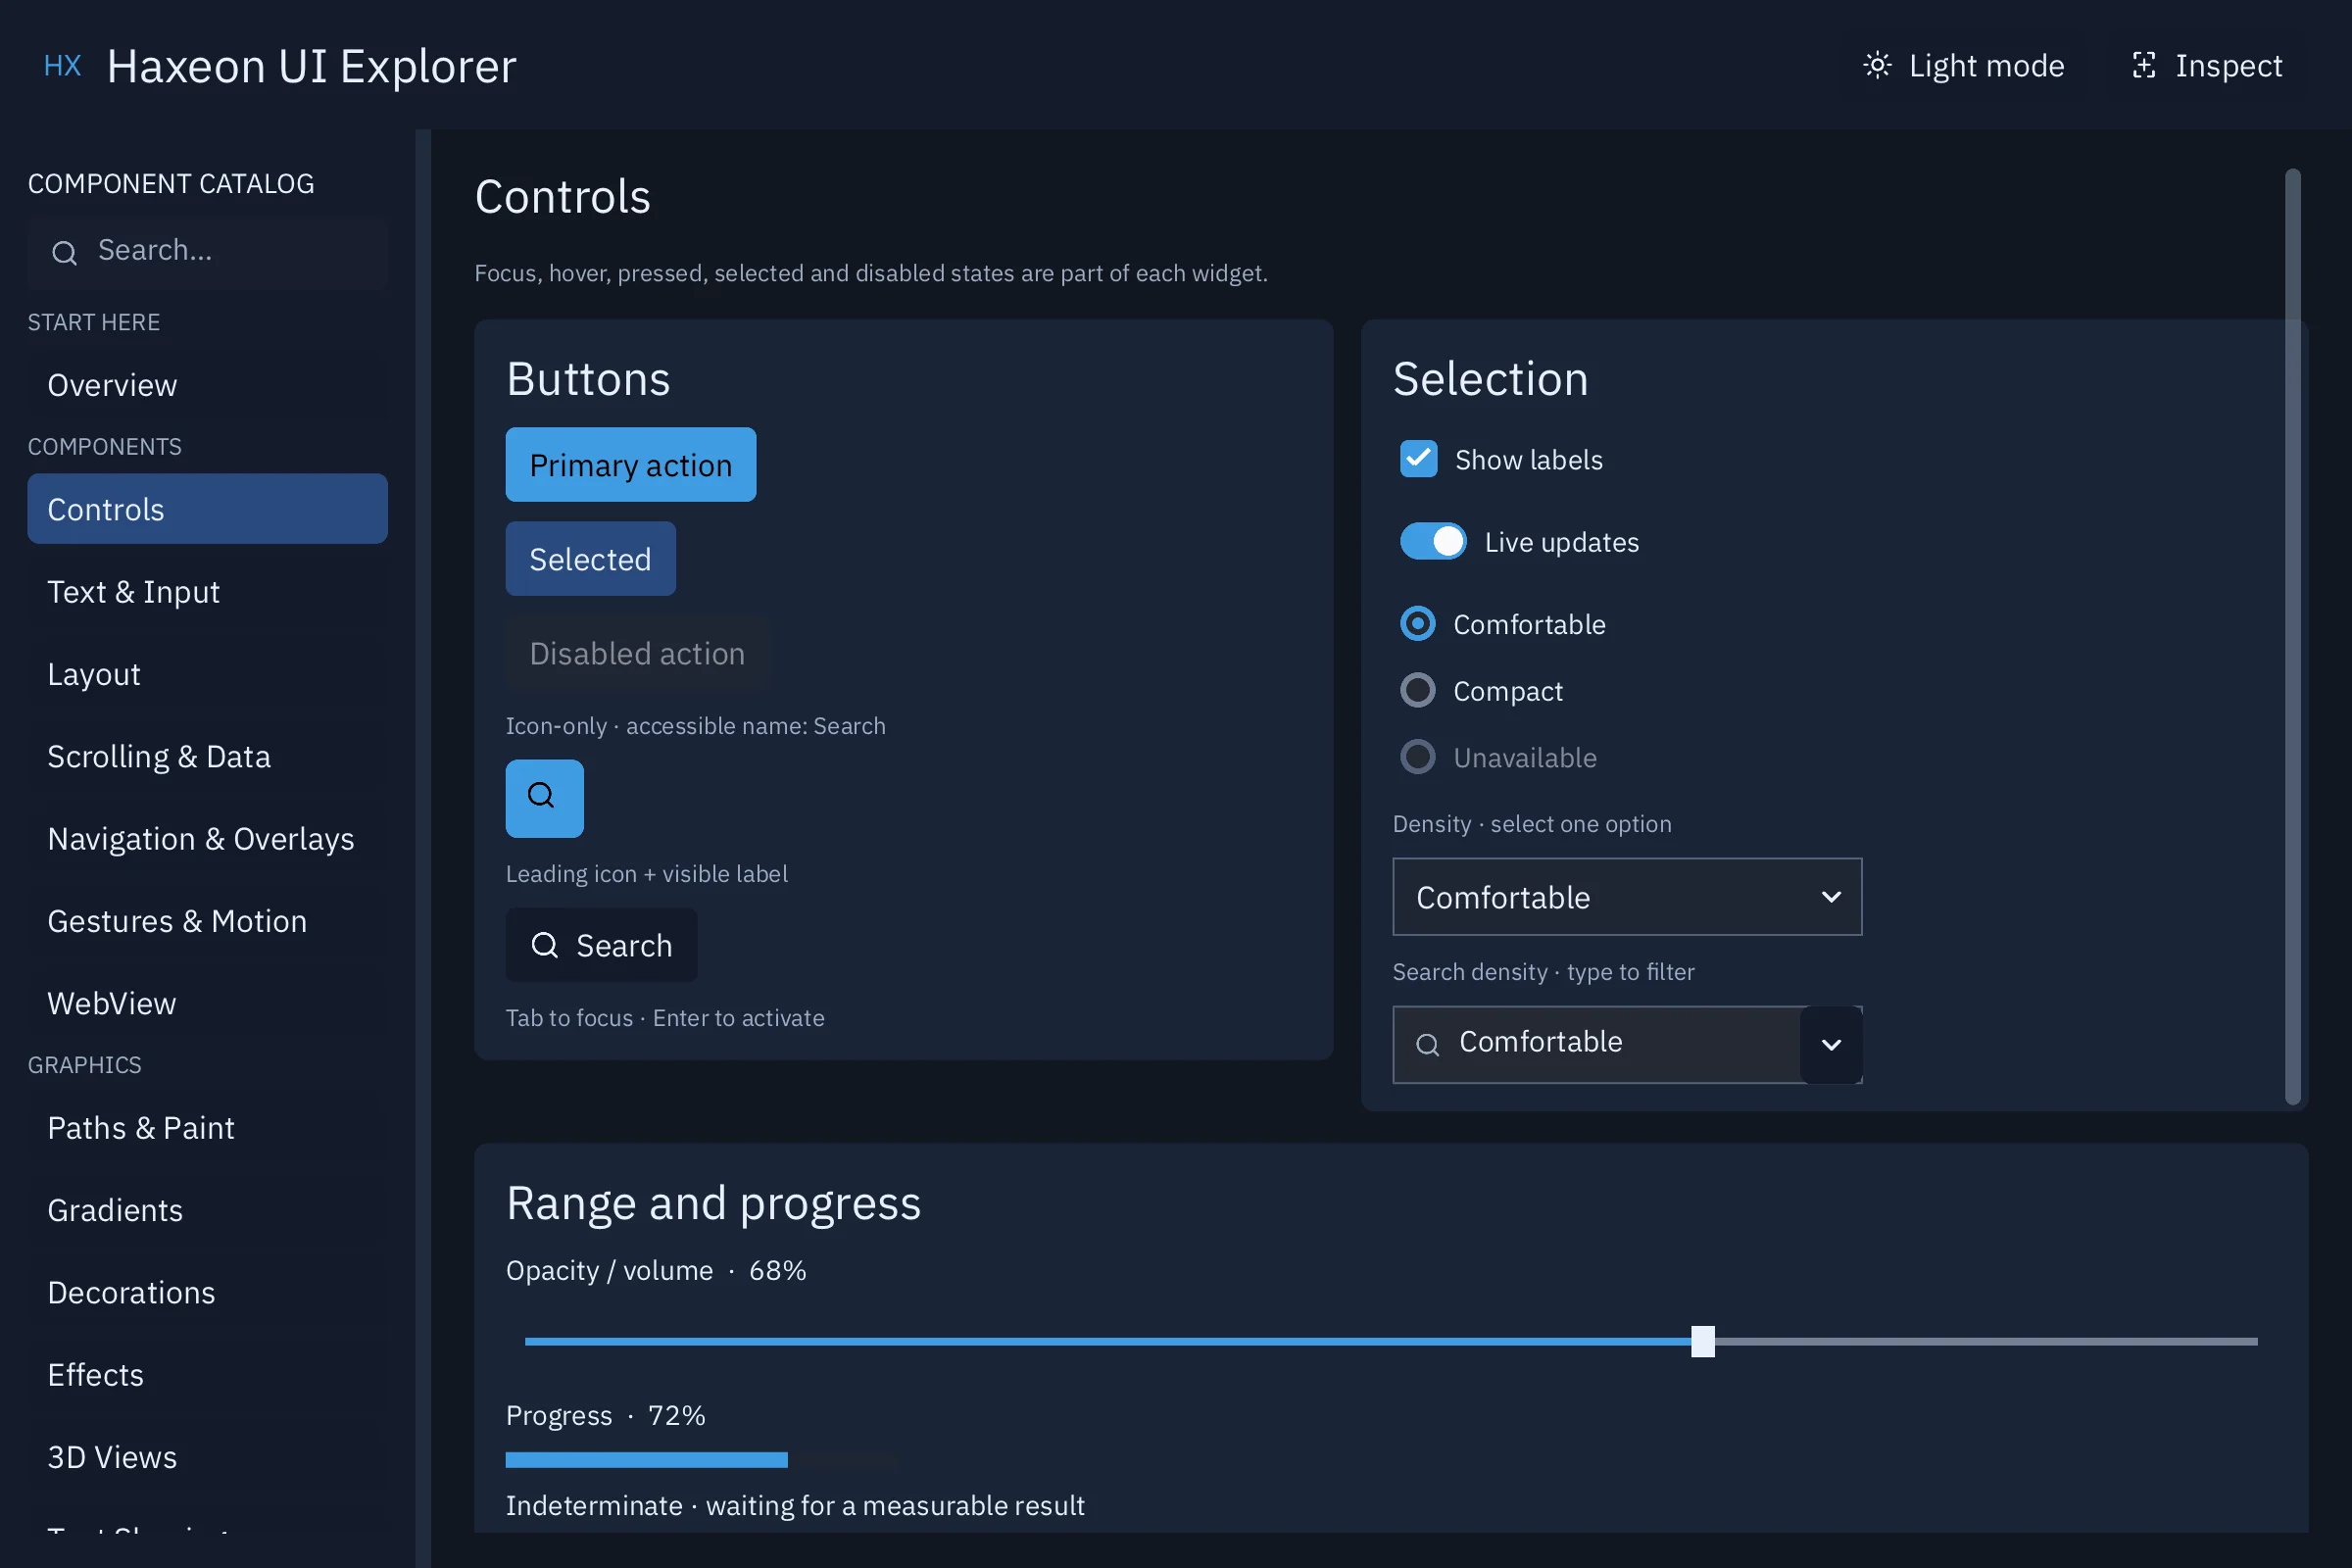 HX Haxeon UI Explorer
Light mode
Inspect
COMPONENT CATALOG
Search...
START HERE
Overview
COMPONENTS
Controls
Text & Input
Layout
Scrolling & Data
Navigation & Overlays
Gestures & Motion
WebView
GRAPHICS
Paths & Paint
Gradients
Decorations
Effects
3D Views
Controls
Focus, hover, pressed, selected and disabled states are part of each widget.
Buttons
Primary action
Selected
Disabled action
Icon-only · accessible name: Search
Leading icon + visible label
Search
Tab to focus · Enter to activate
Selection
Show labels
Live updates
Comfortable
Compact
Unavailable
Density · select one option
Comfortable
Search density · type to filter
Comfortable
Range and progress
Opacity / volume · 68%
Progress · 72%
Indeterminate · waiting for a measurable result